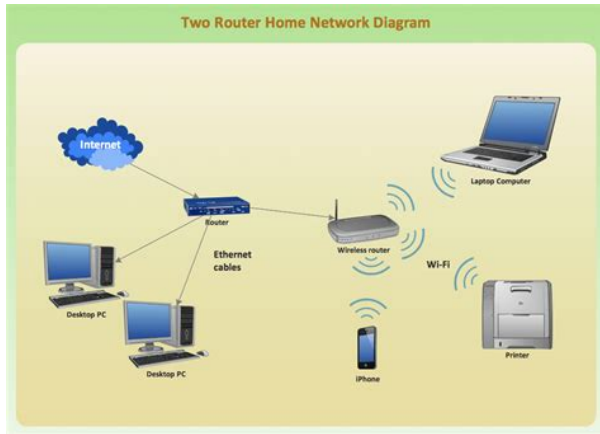 Two Router Home Network Diagram
Internet
Laptop Computer
Router
Wireless router
Ethernet
cables
Wi-Fi
Desktop PC
Desktop PC
iPhone
Printer